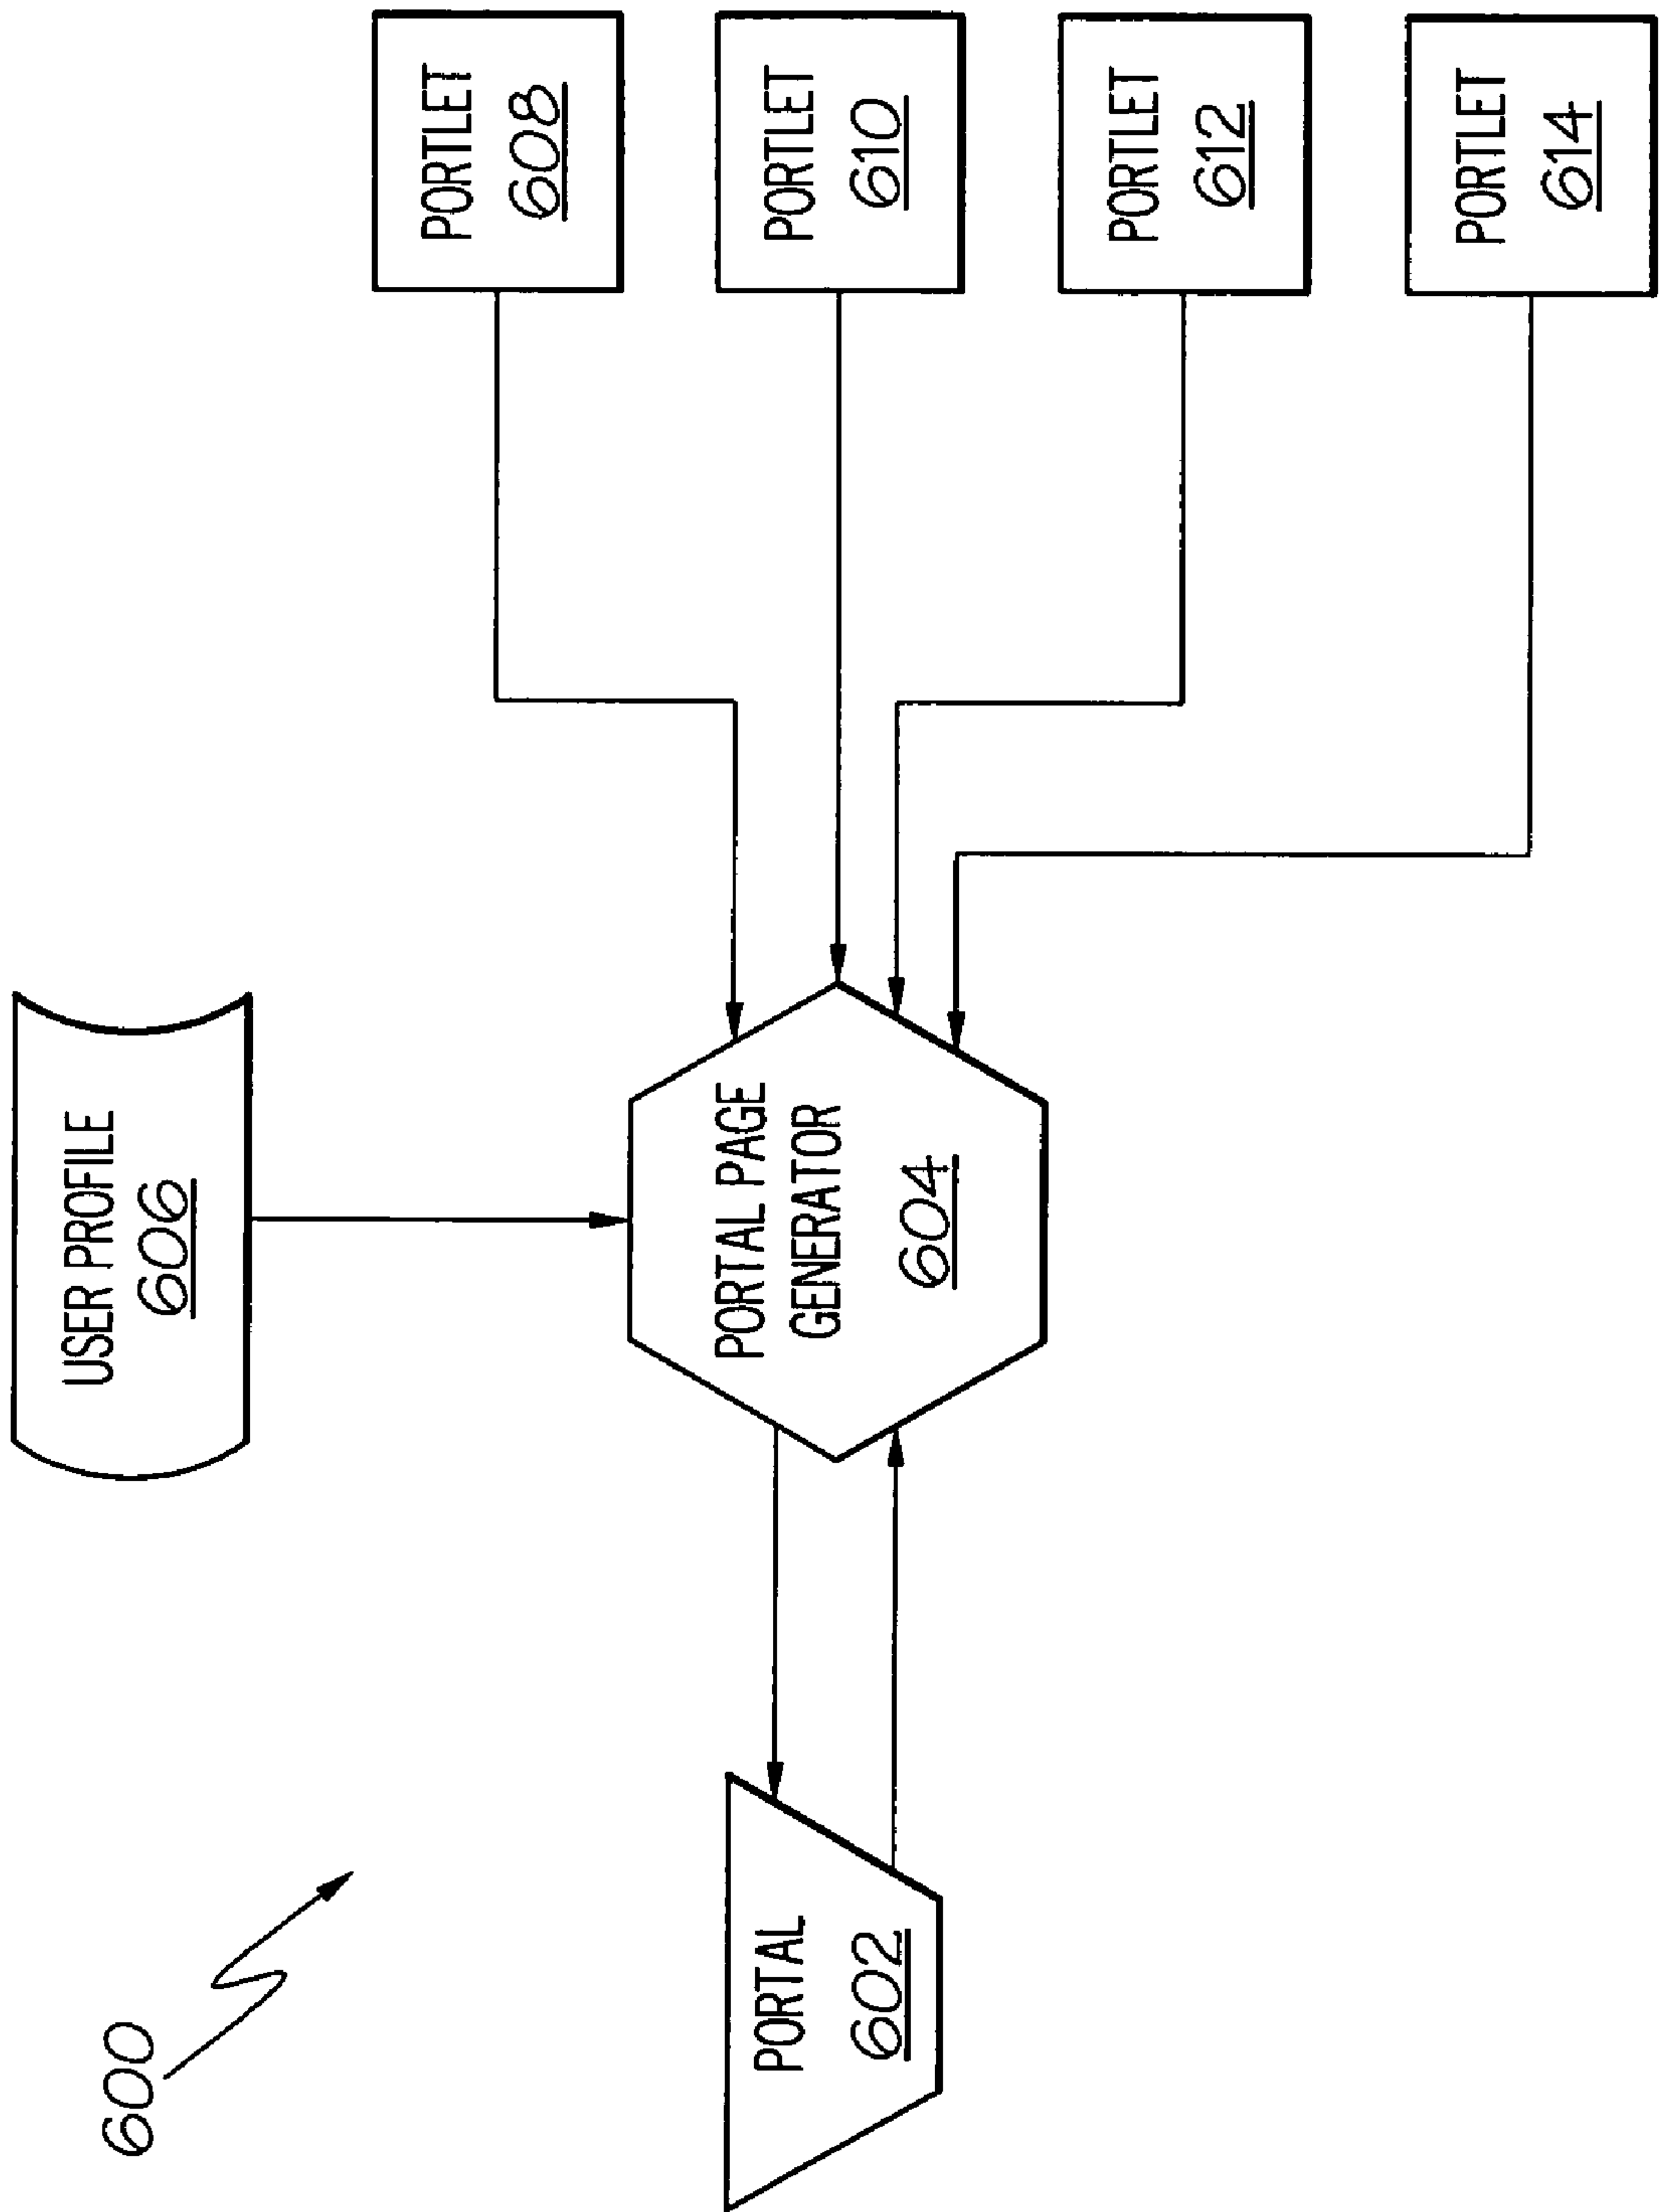 600
USER PROFILE
606
PORTAL
602
PORTAL PAGE
GENERATOR
604
PORTLET
608
PORTLET
610
PORTLET
612
PORTLET
614